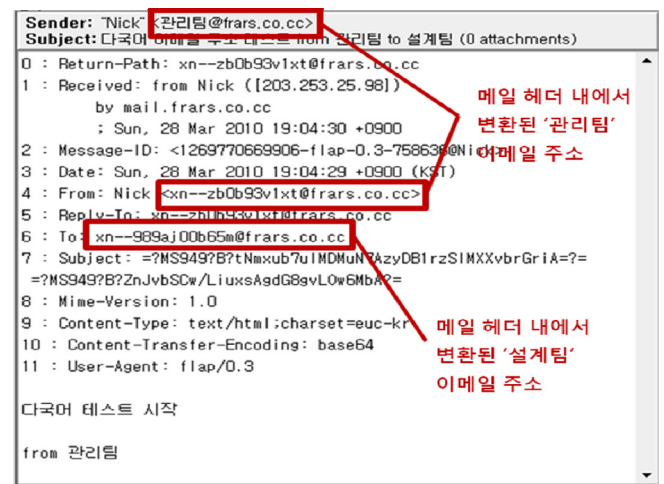 Sender: "Nick" <관리팀@frars.co.cc>
Subject: 다국어 이메일 주소 테스트 from 관리팀 to 설계팀 (0 attachments)
0 : Return-Path: xn--zb0b93v1xt@frars.co.cc
1 : Received: from Nick ([203.253.25.98])
by mail.frars.co.cc
; Sun, 28 Mar 2010 19:04:30 +0900
2 : Message-ID: <1269770669906-flap-0.3-758636@Nick>
3 : Date: Sun, 28 Mar 2010 19:04:29 +0900 (KST)
4 : From: Nick <xn--zb0b93v1xt@frars.co.cc>
5 : Reply-To: xn--zb0b93v1xt@frars.co.cc
6 : To: xn--989aj00b65m@frars.co.cc
7 : Subject:
8 : Mime-Version: 1.0
9 : Content-Type: text/html;charset=euc-kr
10 : Content-Transfer-Encoding: base64
11 : User-Agent: flap/0.3
다국어 테스트 시작
from 관리팀
메일 헤더 내에서
변환된 '관리팀'
이메일 주소
메일 헤더 내에서
변환된 '설계팀'
이메일 주소